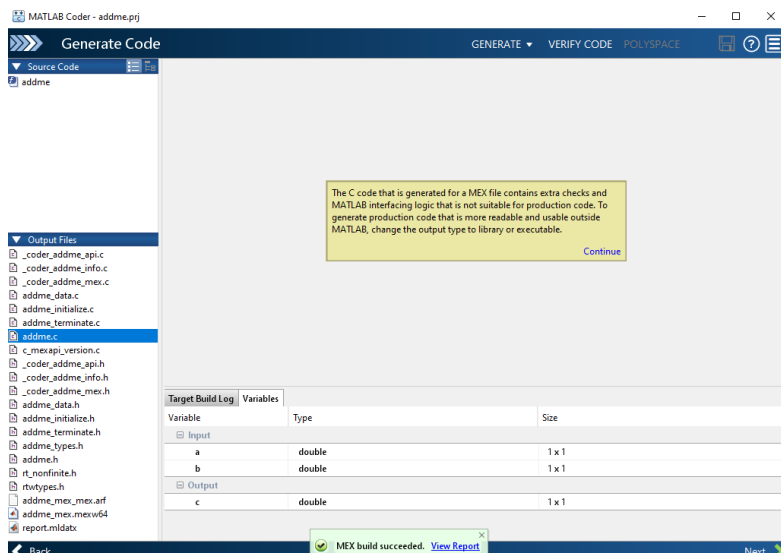 MATLAB Coder - addme.prj
Generate Code
GENERATE
VERIFY CODE
POLYSPACE
Source Code
addme
The C code that is generated for a MEX file contains extra checks and
MATLAB interfacing logic that is not suitable for production code. To
generate production code that is more readable and usable outside
MATLAB, change the output type to library or executable.
Continue
Output Files
_coder_addme_api.c
_coder_addme_info.c
_coder_addme_mex.c
addme_data.c
addme_initialize.c
addme_terminate.c
addme.c
c_mexapi_version.c
_coder_addme_api.h
_coder_addme_info.h
_coder_addme_mex.h
addme_data.h
addme_initialize.h
addme_terminate.h
addme_types.h
addme.h
rt_nonfinite.h
rtwtypes.h
addme_mex_mex.arf
addme_mex.mexw64
report.mldatx
Target Build Log Variables
Variable Type Size
Input
a double 1 x 1
b double 1 x 1
Output
c double 1 x 1
MEX build succeeded. View Report
Back
Next